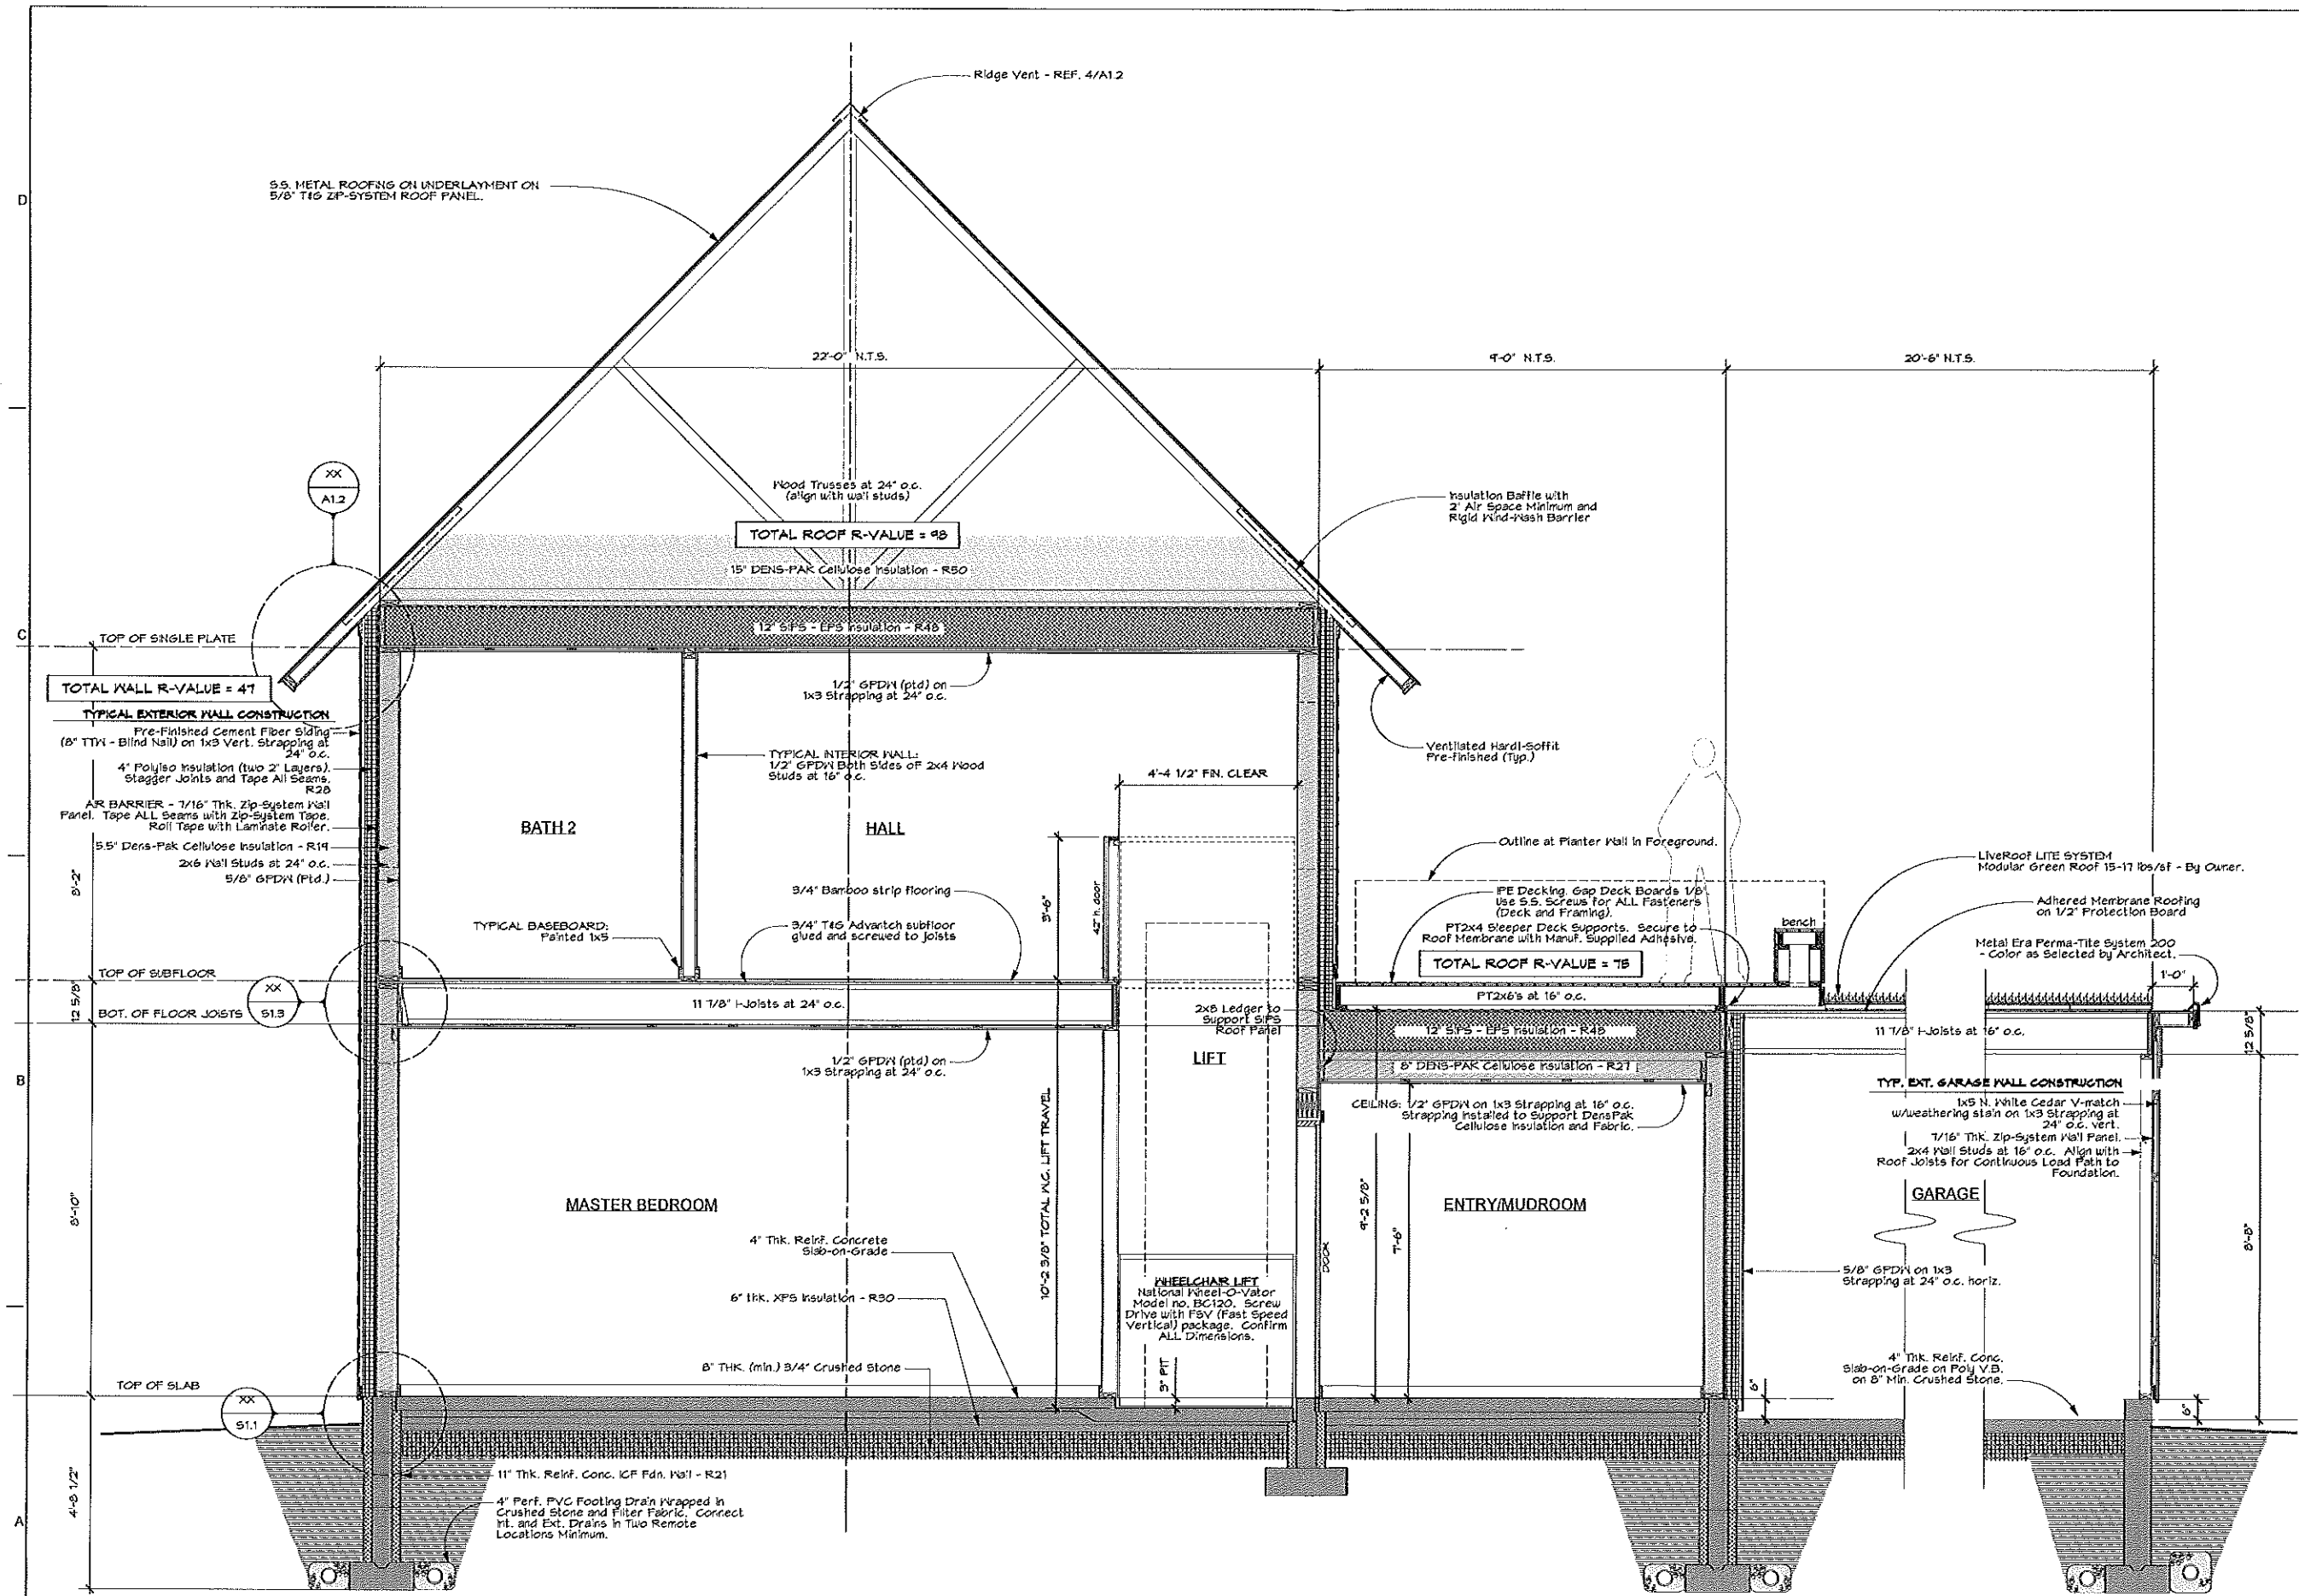 Ridge Vent - REF. 4/A1.2
S.S. METAL ROOFING ON UNDERLAYMENT ON
5/8" T&G ZIP-SYSTEM ROOF PANEL.
D
22'-0" N.T.S.
9'-0" N.T.S.
20'-6" N.T.S.
XX
A1.2
Wood Trusses at 24" o.c.
(align with wall studs)
TOTAL ROOF R-VALUE = 98
15" DENS-PAK Cellulose Insulation - R50
Insulation Baffle with
2" Air Space Minimum and
Rigid Wind-Wash Barrier
C
TOP OF SINGLE PLATE
12" SIPS - EPS Insulation - R48
TOTAL WALL R-VALUE = 47
1/2" GPDW (ptd) on
1x3 Strapping at 24" o.c.
TYPICAL EXTERIOR WALL CONSTRUCTION
Pre-Finished Cement Fiber Siding
(8" TTW - Blind Nail) on 1x3 Vert. Strapping at
24" o.c.
4" Polyiso Insulation (two 2" Layers).
Stagger Joints and Tape All Seams.
R28
AIR BARRIER - 7/16" Thk. Zip-System Wall
Panel. Tape ALL Seams with Zip-System Tape.
Roll Tape with Laminate Roller.
5.5" Dens-Pak Cellulose Insulation - R19
2x6 Wall Studs at 24" o.c.
5/8" GPDW (Ptd.)
TYPICAL INTERIOR WALL:
1/2" GPDW Both Sides OF 2x4 Wood
Studs at 16" o.c.
Ventilated Hardi-Soffit
Pre-finished (Typ.)
4'-4 1/2" FIN. CLEAR
BATH 2
HALL
Outline at Planter Wall in Foreground.
LiveRoof LITE SYSTEM
Modular Green Roof 15-17 lbs/sf - By Owner.
8'-2"
3/4" Bamboo strip flooring
3'-6"
42" h. door
IPE Decking. Gap Deck Boards 1/8"
Use S.S. Screws for ALL Fasteners
(Deck and Framing).
Adhered Membrane Roofing
on 1/2" Protection Board
TYPICAL BASEBOARD:
Painted 1x5
3/4" T&G Advantch subfloor
glued and screwed to joists
PT2x4 Sleeper Deck Supports. Secure to
Roof Membrane with Manuf. Supplied Adhesive.
bench
Metal Era Perma-Tite System 200
- Color as Selected by Architect.
TOTAL ROOF R-VALUE = 75
1'-0"
TOP OF SUBFLOOR
XX
S1.3
12 5/8"
11 7/8" I-Joists at 24" o.c.
PT2x6's at 16" o.c.
BOT. OF FLOOR JOISTS
2x8 Ledger to
Support SIPS
Roof Panel
12" SIPS - EPS Insulation - R48
11 7/8" I-Joists at 16" o.c.
12 5/8"
LIFT
1/2" GPDW (ptd) on
1x3 Strapping at 24" o.c.
8" DENS-PAK Cellulose Insulation - R27
B
CEILING: 1/2" GPDW on 1x3 Strapping at 16" o.c.
Strapping Installed to Support DensPak
Cellulose Insulation and Fabric.
TYP. EXT. GARAGE WALL CONSTRUCTION
1x5 N. White Cedar V-match
w/weathering stain on 1x3 Strapping at
24" o.c. vert.
7/16" Thk. Zip-System Wall Panel.
2x4 Wall Studs at 16" o.c. Align with
Roof Joists for Continuous Load Path to
Foundation.
8'-10"
10'-2 3/8" TOTAL W.C. LIFT TRAVEL
9'-2 5/8"
7'-6"
8'-8"
MASTER BEDROOM
ENTRY/MUDROOM
GARAGE
4" Thk. Reinf. Concrete
Slab-on-Grade
DOOR
WHEELCHAIR LIFT
National Wheel-O-Vator
Model no. BC120. Screw
Drive with FSV (Fast Speed
Vertical) package. Confirm
ALL Dimensions.
5/8" GPDW on 1x3
Strapping at 24" o.c. horiz.
6" thk. XPS Insulation - R30
8" THK. (min.) 3/4" Crushed Stone
3" PIT
4" Thk. Reinf. Conc.
Slab-on-Grade on Poly V.B.
on 8" Min. Crushed Stone.
TOP OF SLAB
XX
S1.1
6"
6"
11" Thk. Reinf. Conc. ICF Fdn. Wall - R21
4'-8 1/2"
4" Perf. PVC Footing Drain Wrapped in
Crushed Stone and Filter Fabric. Connect
Int. and Ext. Drains in Two Remote
Locations Minimum.
A